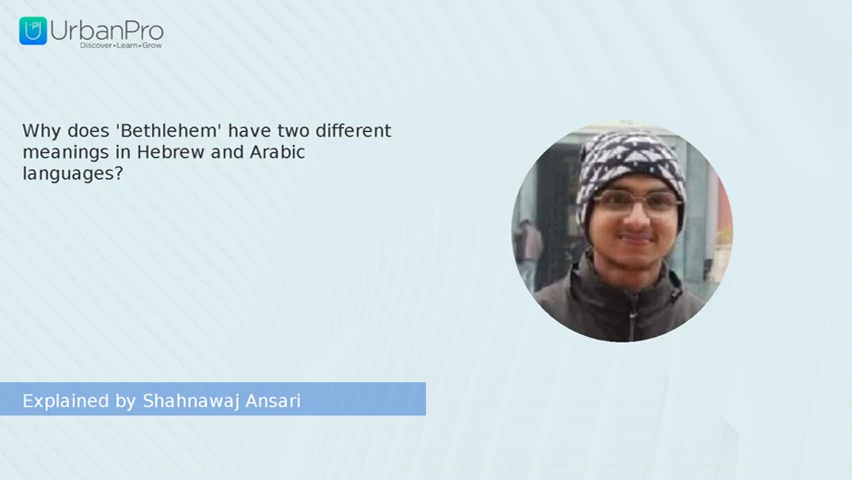 UrbanPro
Discover•Learn•Grow
Why does 'Bethlehem' have two different
meanings in Hebrew and Arabic
languages?
Explained by Shahnawaj Ansari